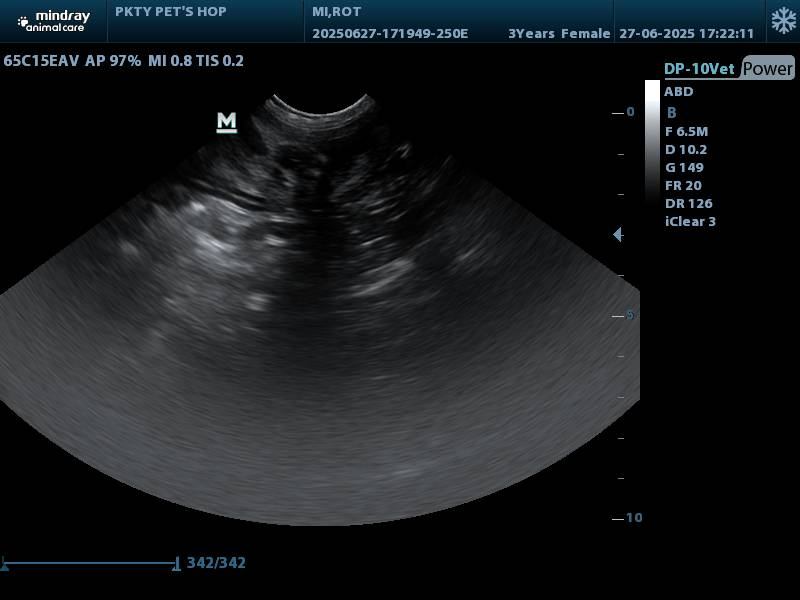 mindray
animal care
PKTY PET'S HOP
MI,ROT
20250627-171949-250E
3Years Female
27-06-2025 17:22:11
65C15EAV AP 97% MI 0.8 TIS 0.2
DP-10Vet
Power
ABD
B
F 6.5M
D 10.2
G 149
FR 20
DR 126
iClear 3
M
0
5
10
342/342